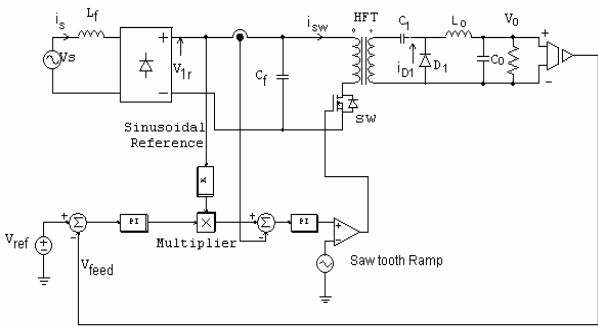 Lf
is
Vs
+
−
V1r
isw
HFT
C1
Lo
Vo
Cf
iD1
D1
Co
+
−
SW
Sinusoidal
Reference
K
Vref
+
−
+
-
Σ
Vfeed
PI
X
Multiplier
+
-
Σ
PI
+
−
Saw tooth Ramp